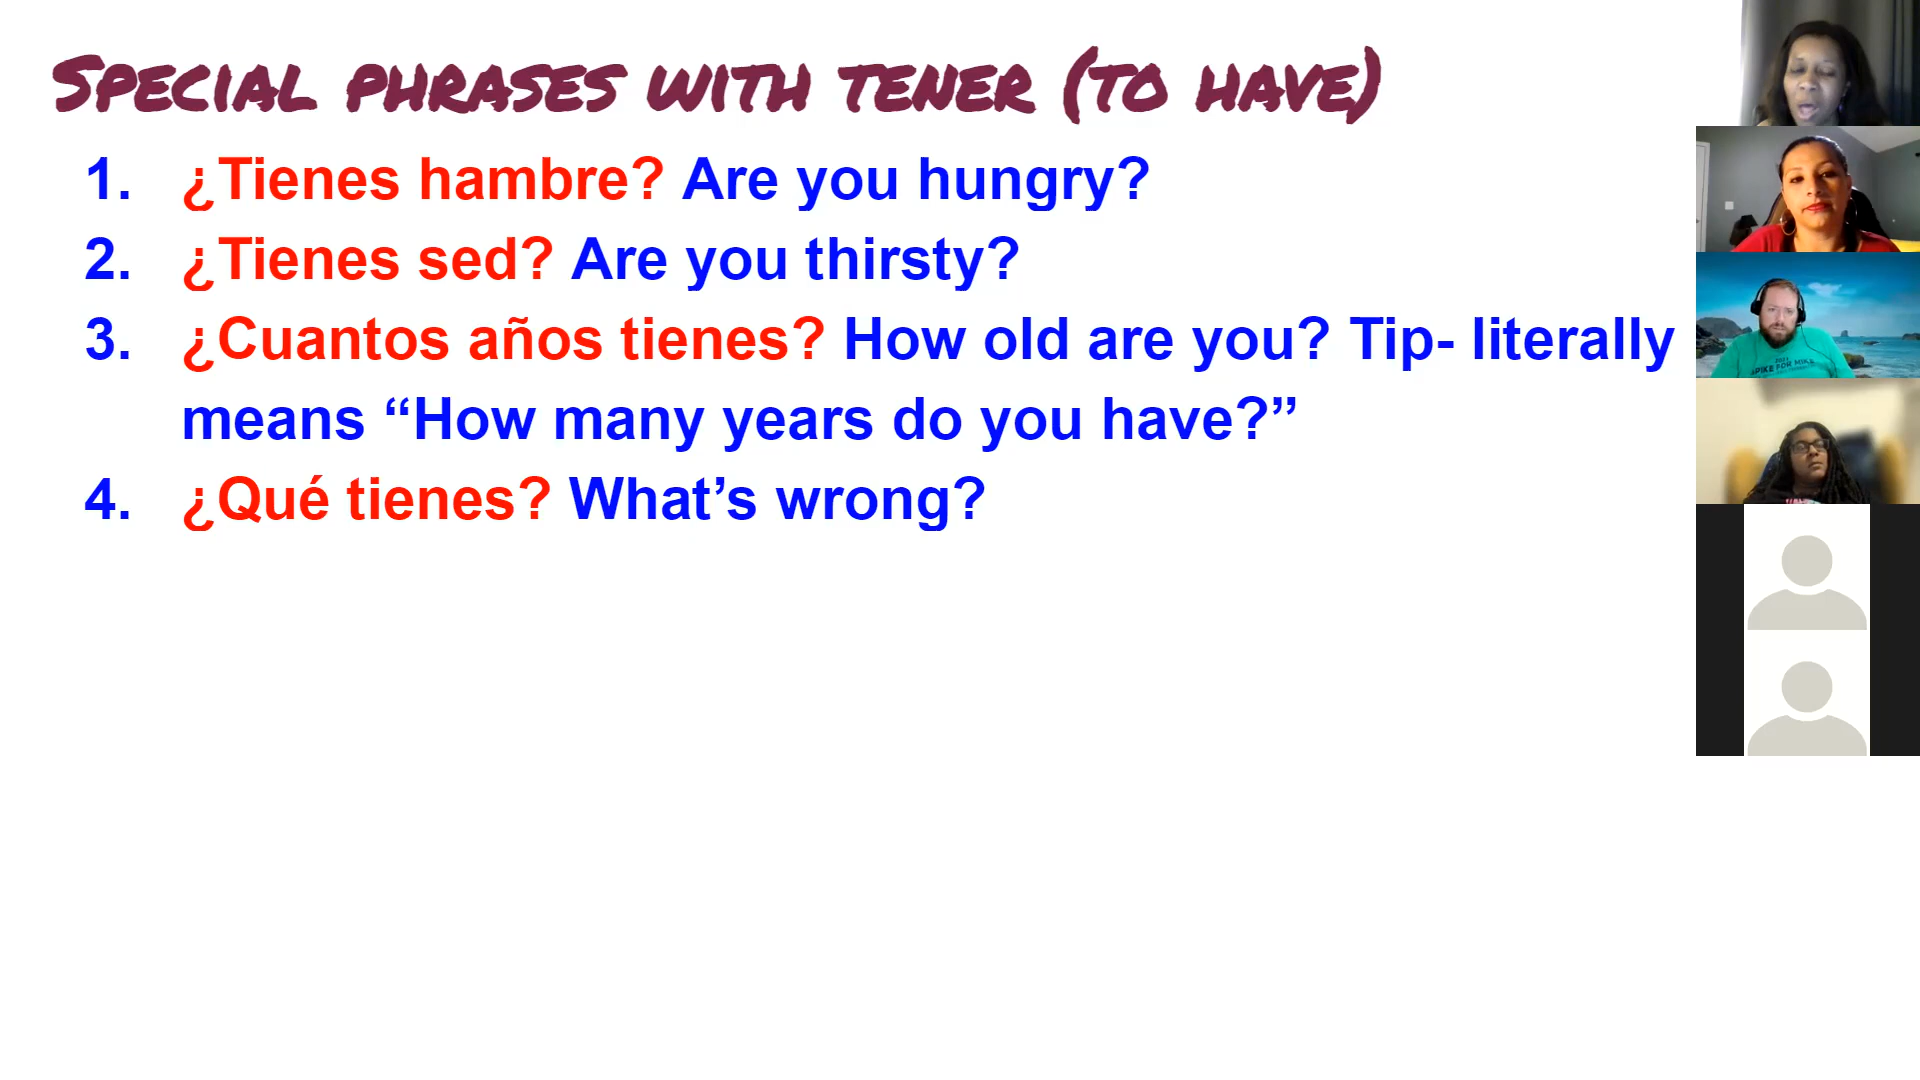 Special phrases with tener (to have)
1. ¿Tienes hambre? Are you hungry?
2. ¿Tienes sed? Are you thirsty?
3. ¿Cuantos años tienes? How old are you? Tip- literally
means “How many years do you have?”
4. ¿Qué tienes? What’s wrong?